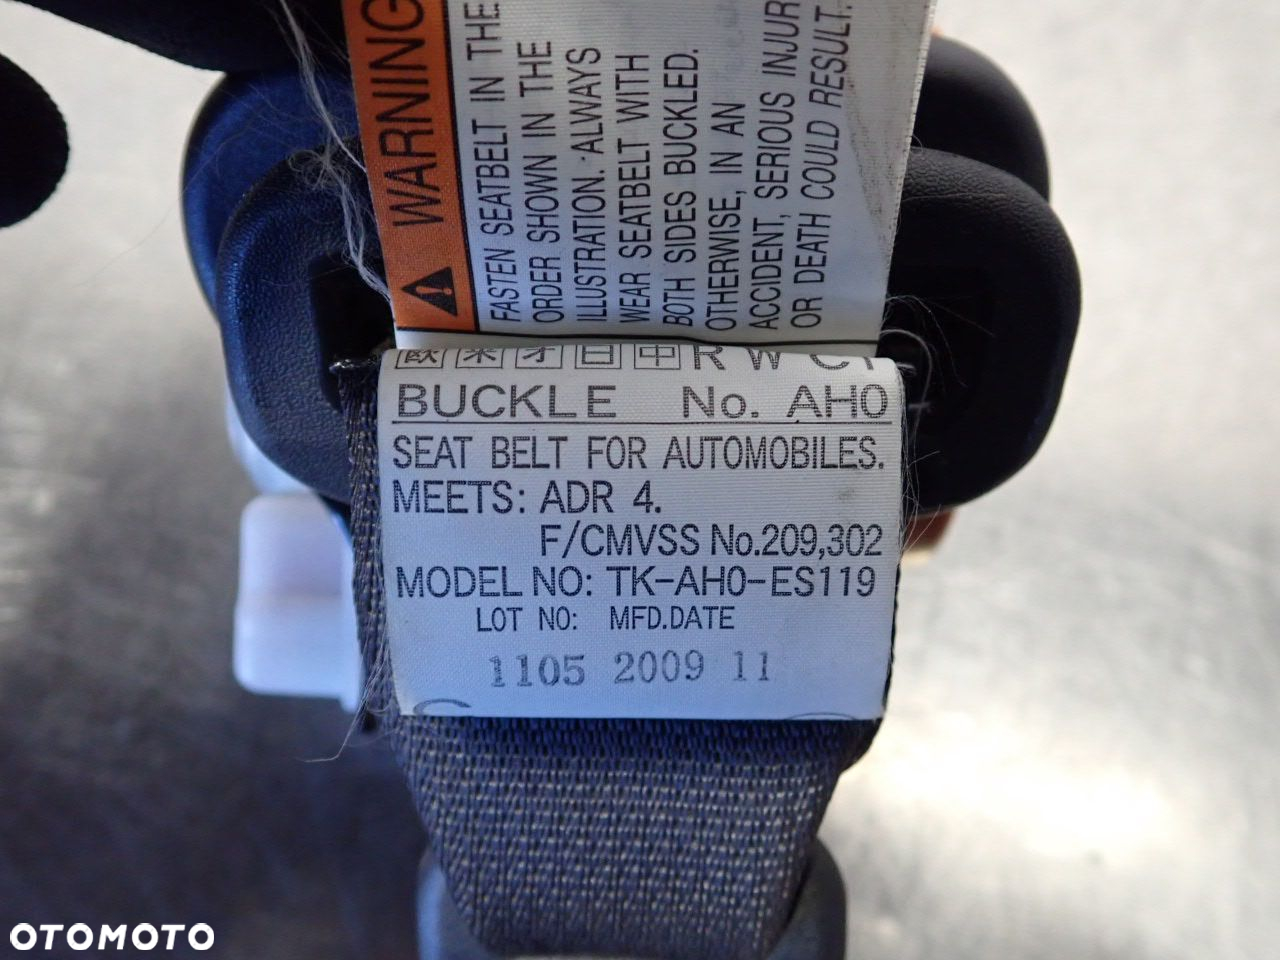 WARNING
FASTEN SEATBELT IN THE
ORDER SHOWN IN THE
ILLUSTRATION. ALWAYS
WEAR SEATBELT WITH
BOTH SIDES BUCKLED.
OTHERWISE, IN AN
ACCIDENT, SERIOUS INJUR
OR DEATH COULD RESULT.
欧 米 才 日 中 R W C
BUCKLE No. AH0
SEAT BELT FOR AUTOMOBILES.
MEETS: ADR 4.
F/CMVSS No.209,302
MODEL NO: TK-AH0-ES119
LOT NO: MFD.DATE
1105 2009 11
OTOMOTO